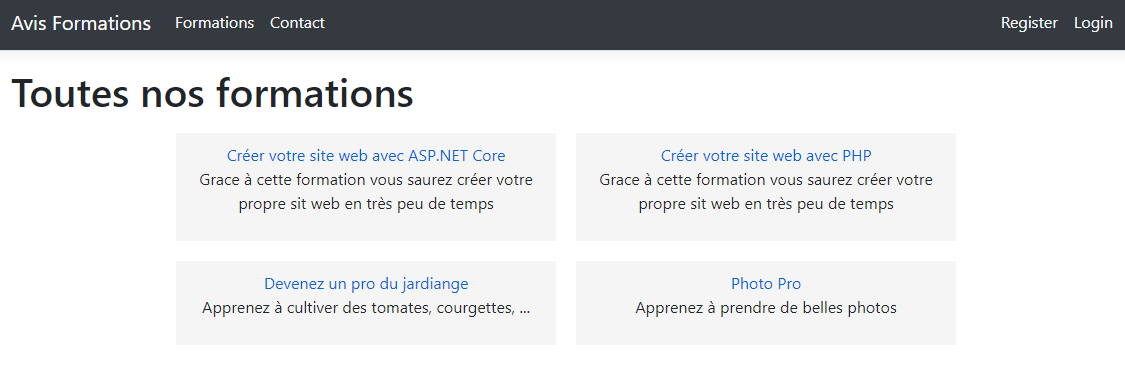 Avis Formations Formations Contact Register Login
Toutes nos formations
Créer votre site web avec ASP.NET Core
Grace à cette formation vous saurez créer votre
propre sit web en très peu de temps
Créer votre site web avec PHP
Grace à cette formation vous saurez créer votre
propre sit web en très peu de temps
Devenez un pro du jardiange
Apprenez à cultiver des tomates, courgettes, ...
Photo Pro
Apprenez à prendre de belles photos